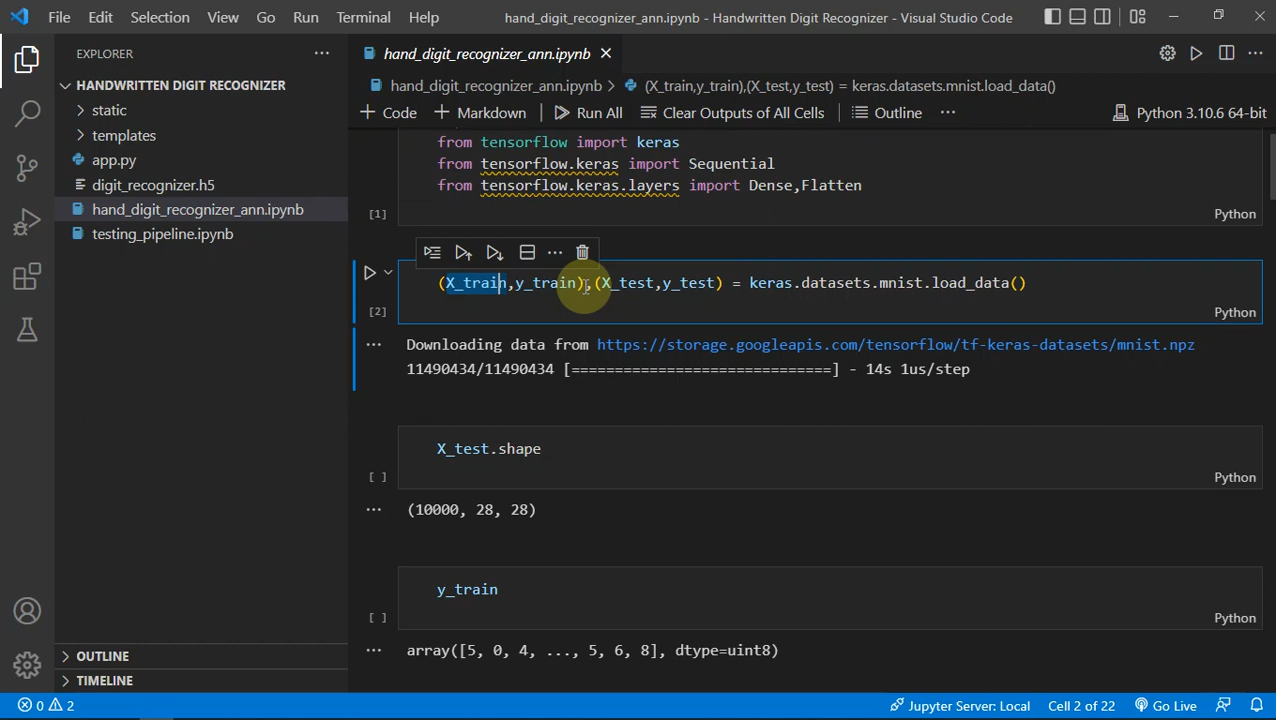 File Edit Selection View Go Run Terminal Help hand_digit_recognizer_ann.ipynb - Handwritten Digit Recognizer - Visual Studio Code
EXPLORER
HANDWRITTEN DIGIT RECOGNIZER
static
templates
app.py
digit_recognizer.h5
hand_digit_recognizer_ann.ipynb
testing_pipeline.ipynb
OUTLINE
TIMELINE
hand_digit_recognizer_ann.ipynb
hand_digit_recognizer_ann.ipynb > (X_train,y_train),(X_test,y_test) = keras.datasets.mnist.load_data()
+ Code + Markdown Run All Clear Outputs of All Cells Outline ... Python 3.10.6 64-bit
from tensorflow import keras
from tensorflow.keras import Sequential
from tensorflow.keras.layers import Dense,Flatten
[1] Python
(X_train,y_train),(X_test,y_test) = keras.datasets.mnist.load_data()
[2] Python
Downloading data from https://storage.googleapis.com/tensorflow/tf-keras-datasets/mnist.npz
11490434/11490434 [==============================] - 14s 1us/step
X_test.shape
[ ] Python
(10000, 28, 28)
y_train
[ ] Python
array([5, 0, 4, ..., 5, 6, 8], dtype=uint8)
0 2 Jupyter Server: Local Cell 2 of 22 Go Live